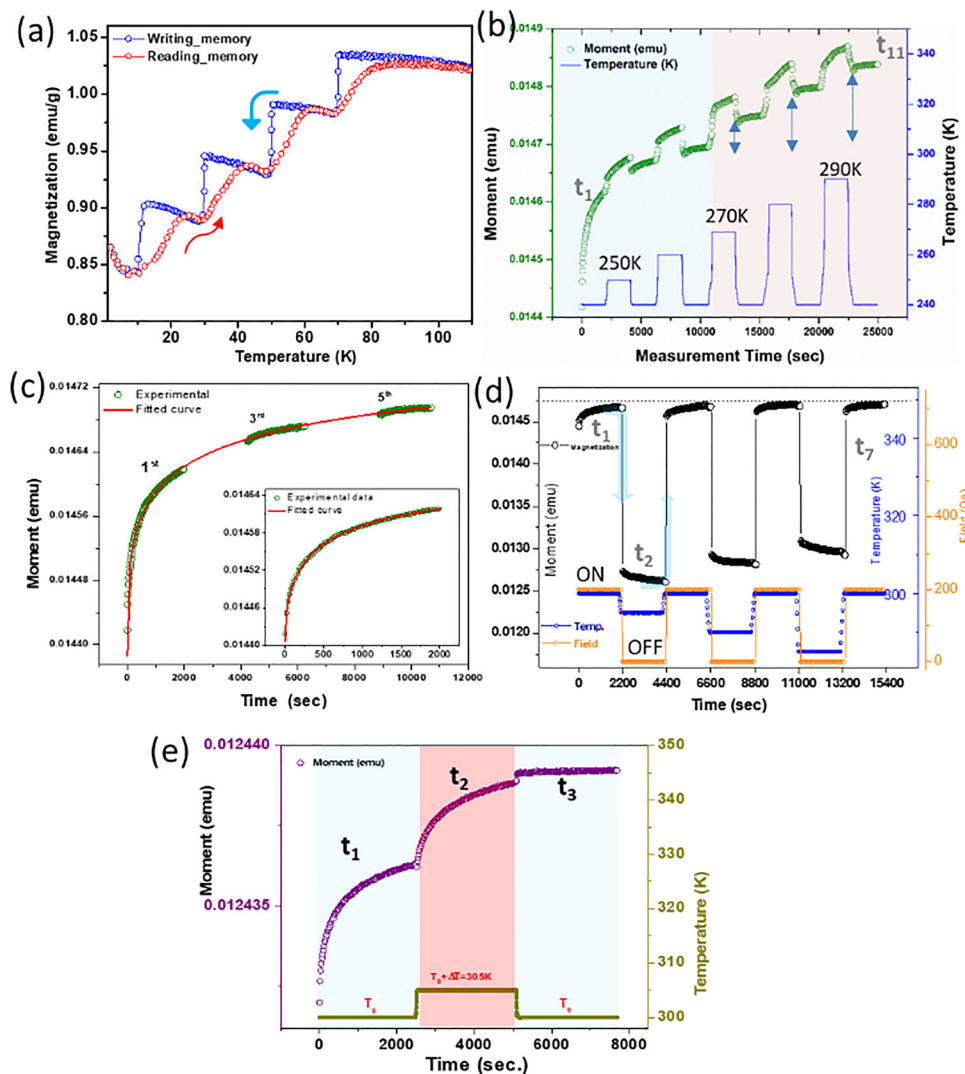 (a)
Writing_memory
Reading_memory
Magnetization (emu/g)
1.05
1.00
0.95
0.90
0.85
0.80
20 40 60 80 100
Temperature (K)
(b)
Moment (emu)
Temperature (K)
t1
t11
250K
270K
290K
Moment (emu)
0.0149
0.0148
0.0147
0.0146
0.0145
0.0144
0 5000 10000 15000 20000 25000
Measurement Time (sec)
Temperature (K)
340
320
300
280
260
240
(c)
Experimental
Fitted curve
1st
3rd
5th
Moment (emu)
0.01472
0.01464
0.01456
0.01448
0.01440
0 2000 4000 6000 8000 10000 12000
Time (sec)
Experimental data
Fitted curve
0.01464
0.01458
0.01452
0.01446
0.01440
0 500 1000 1500 2000
(d)
Magnetization
t1
t2
t7
ON
OFF
Temp.
Field
Moment (emu)
0.0145
0.0140
0.0135
0.0130
0.0125
0.0120
0 2200 4400 6600 8800 11000 13200 15400
Time (sec)
Temperature (K)
340
320
300
280
Field (Oe)
600
400
200
0
(e)
Moment (emu)
t1
t2
t3
T0
T0+ΔT=305K
T0
Moment (emu)
0.012440
0.012435
0 2000 4000 6000 8000
Time (sec.)
Temperature (K)
350
340
330
320
310
300